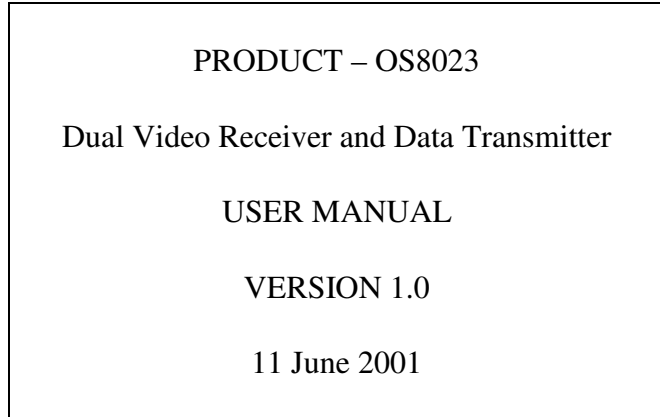 PRODUCT – OS8023
Dual Video Receiver and Data Transmitter
USER MANUAL
VERSION 1.0
11 June 2001